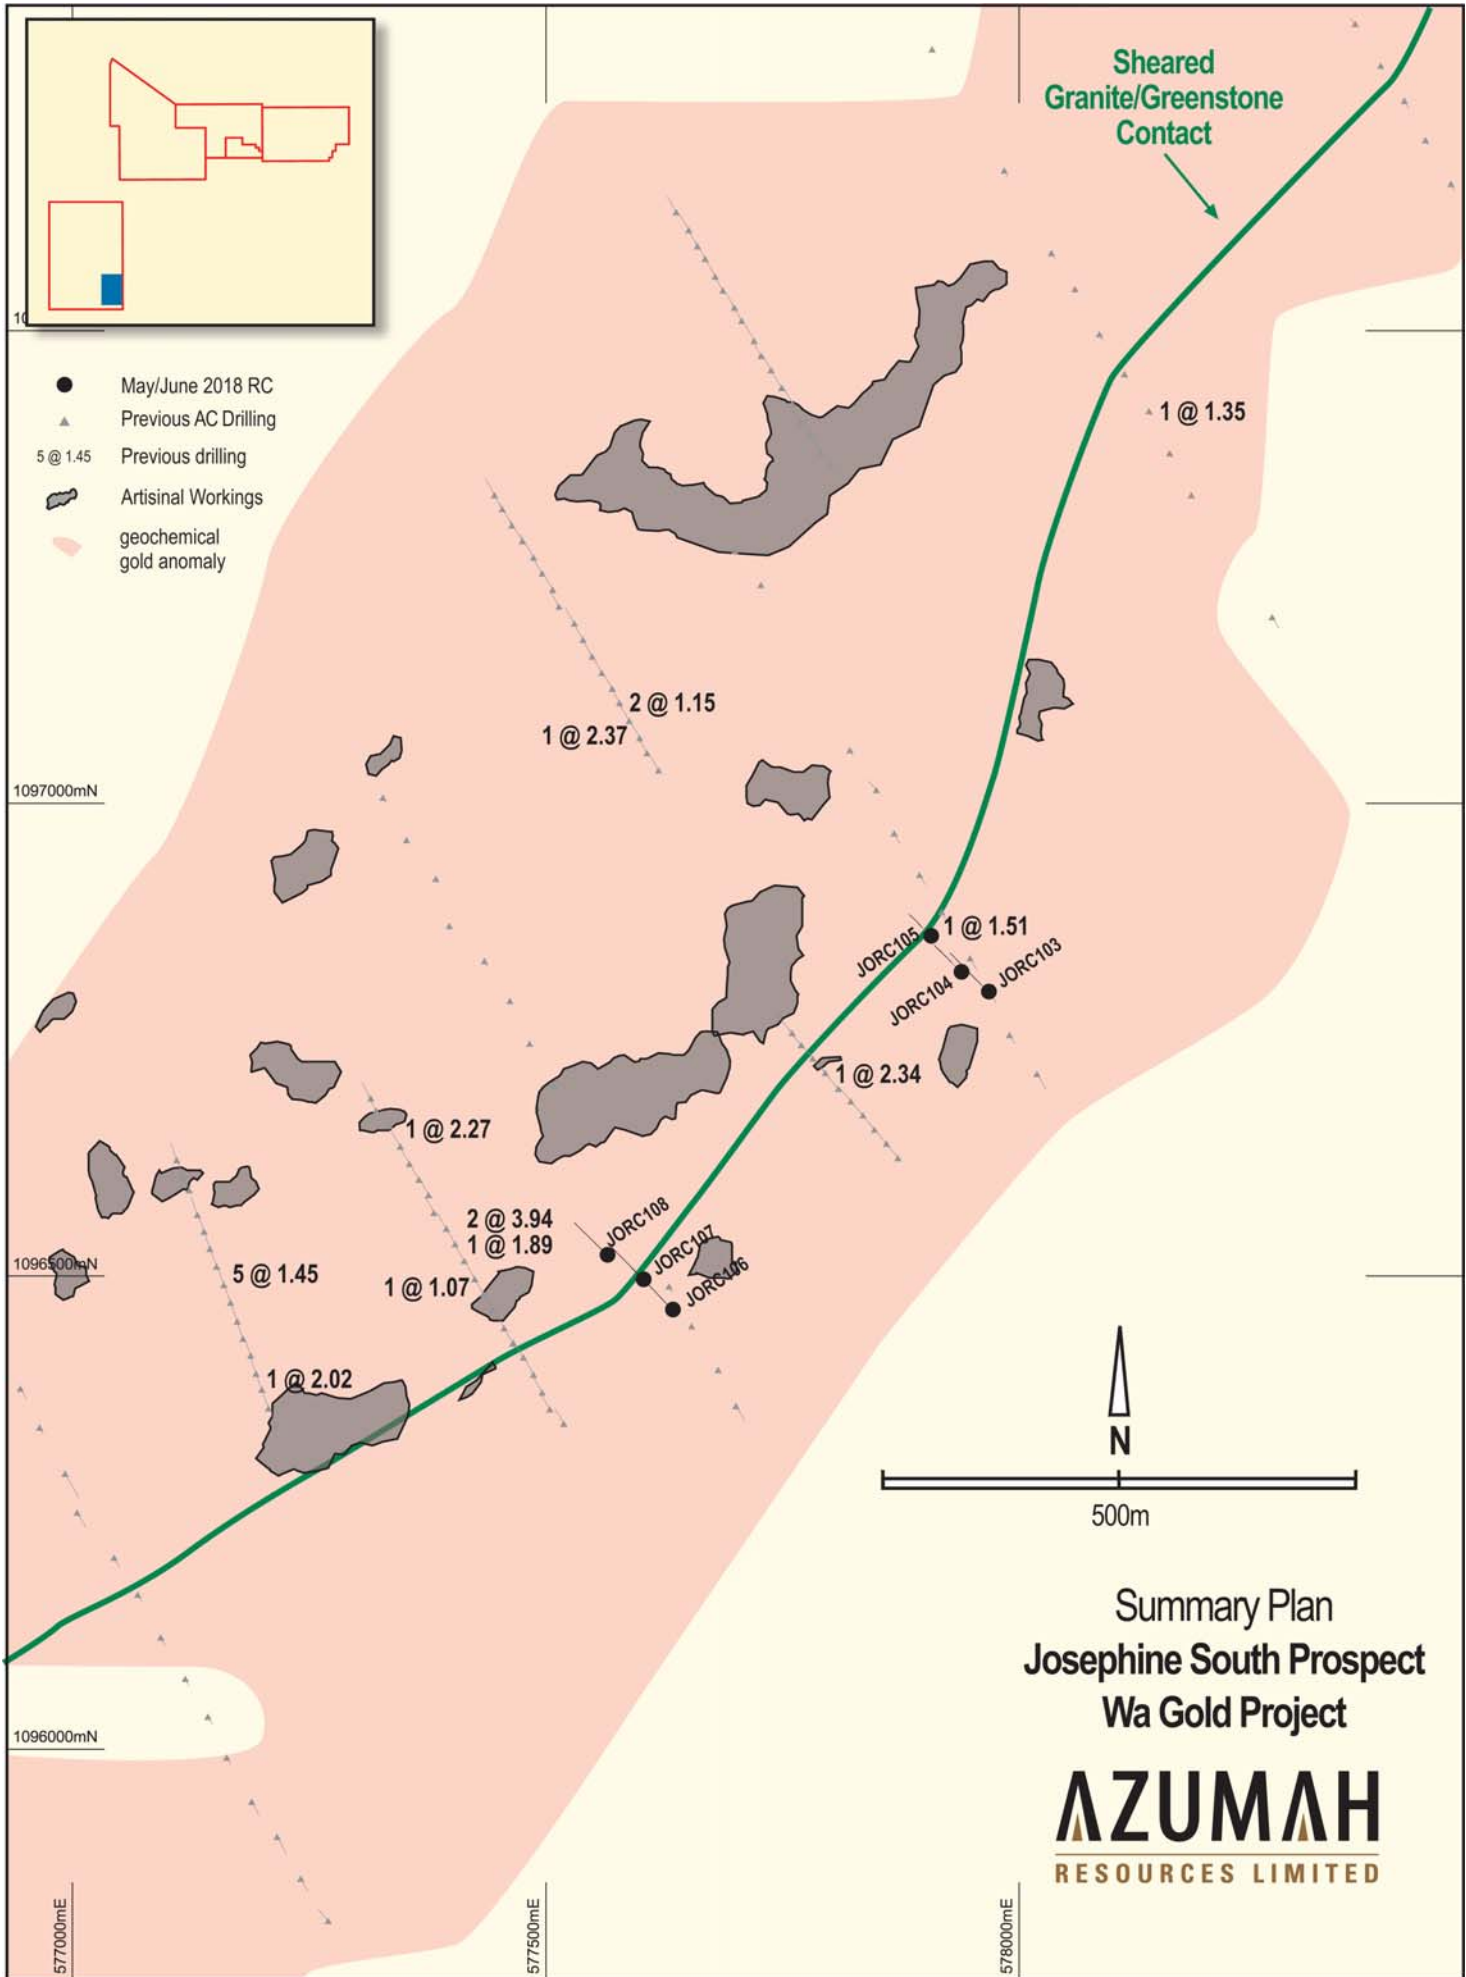 Sheared
Granite/Greenstone
Contact
10
May/June 2018 RC
Previous AC Drilling
5 @ 1.45 Previous drilling
Artisinal Workings
geochemical
gold anomaly
1 @ 1.35
2 @ 1.15
1 @ 2.37
1097000mN
1 @ 1.51
JORC105
JORC103
JORC104
1 @ 2.34
1 @ 2.27
2 @ 3.94
1 @ 1.89
JORC108
JORC107
JORC106
1096500mN
5 @ 1.45
1 @ 1.07
1 @ 2.02
N
500m
Summary Plan
Josephine South Prospect
Wa Gold Project
1096000mN
AZUMAH
RESOURCES LIMITED
577000mE
577500mE
578000mE